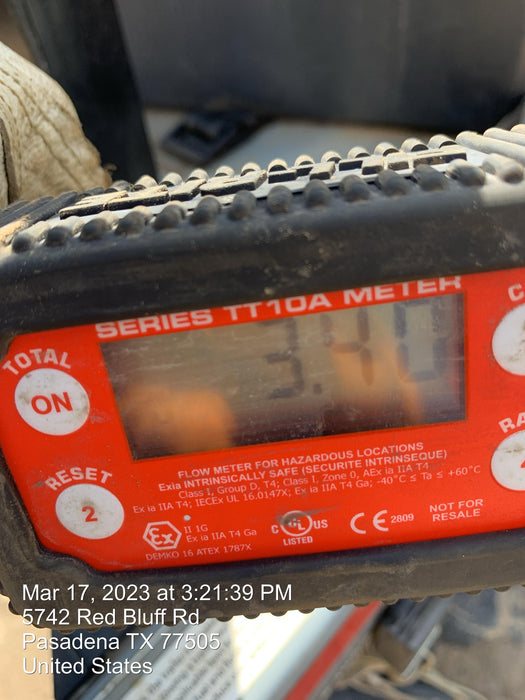 SERIES TT10A METER
3.40
TOTAL
ON
RESET
2
FLOW METER FOR HAZARDOUS LOCATIONS
Exia INTRINSICALLY SAFE (SECURITE INTRINSEQUE)
Class I, Group D, T4; Class I, Zone 0, AEx ia IIA T4
Ex ia IIA T4; IECEx UL 16.0147X; Ex ia IIA T4 Ga; -40°C ≤ Ta ≤ +60°C
Ex
II 1G
Ex ia IIA T4 Ga
DEMKO 16 ATEX 1787X
C UL US
LISTED
CE 2809
NOT FOR
RESALE
Mar 17, 2023 at 3:21:39 PM
5742 Red Bluff Rd
Pasadena TX 77505
United States